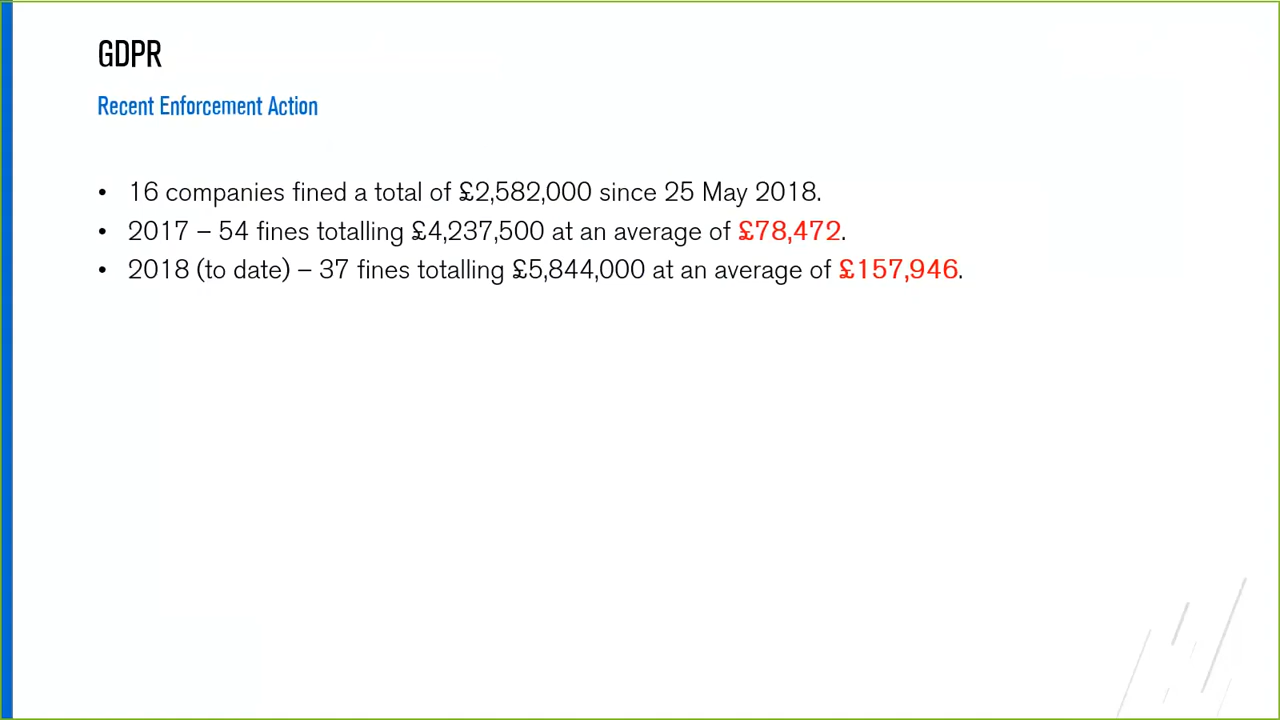 GDPR
Recent Enforcement Action
• 16 companies fined a total of £2,582,000 since 25 May 2018.
• 2017 – 54 fines totalling £4,237,500 at an average of £78,472.
• 2018 (to date) – 37 fines totalling £5,844,000 at an average of £157,946.